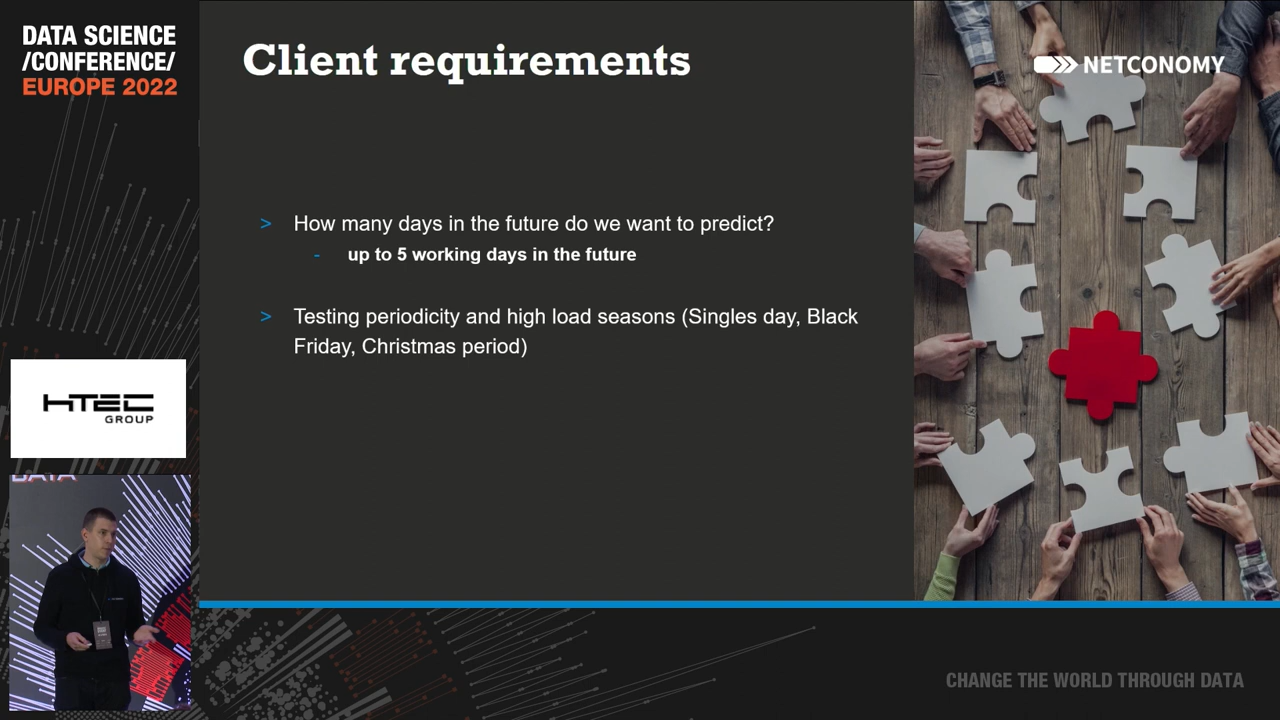 DATA SCIENCE
/CONFERENCE/
EUROPE 2022
Client requirements
NETCONOMY
> How many days in the future do we want to predict?
- up to 5 working days in the future
> Testing periodicity and high load seasons (Singles day, Black
Friday, Christmas period)
HTEC
GROUP
DATA
CHANGE THE WORLD THROUGH DATA